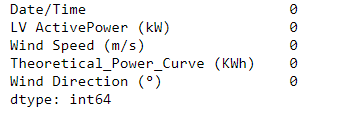 Date/Time                        0
LV ActivePower (kW)              0
Wind Speed (m/s)                 0
Theoretical_Power_Curve (KWh)    0
Wind Direction (°)               0
dtype: int64